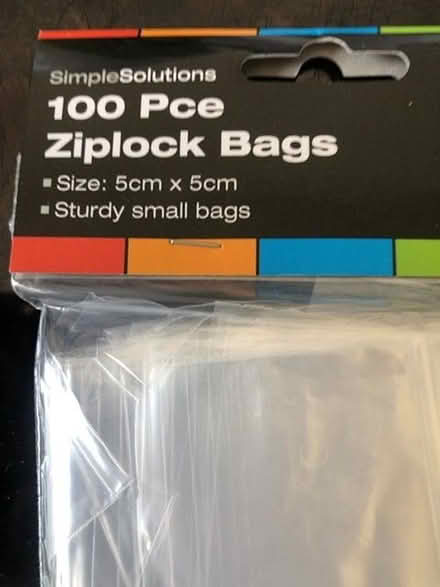 SimpleSolutions
100 Pce
Ziplock Bags
▪ Size: 5cm x 5cm
▪ Sturdy small bags